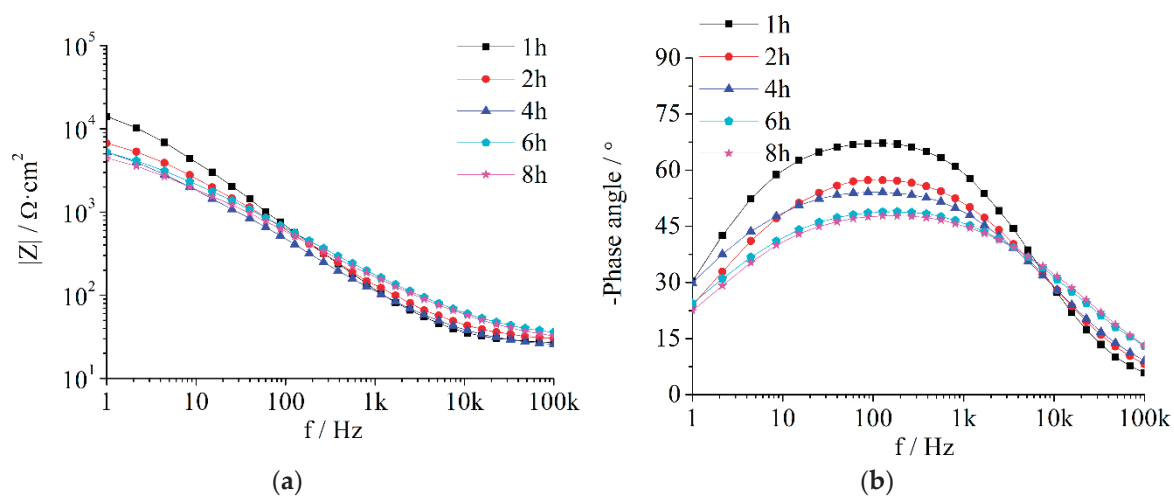 10^5
10^4
10^3
10^2
10^1
|Z| / Ω·cm^2
1h
2h
4h
6h
8h
1 10 100 1k 10k 100k
f / Hz
(a)
1h
2h
4h
6h
8h
90
75
60
45
30
15
0
-Phase angle / °
1 10 100 1k 10k 100k
f / Hz
(b)